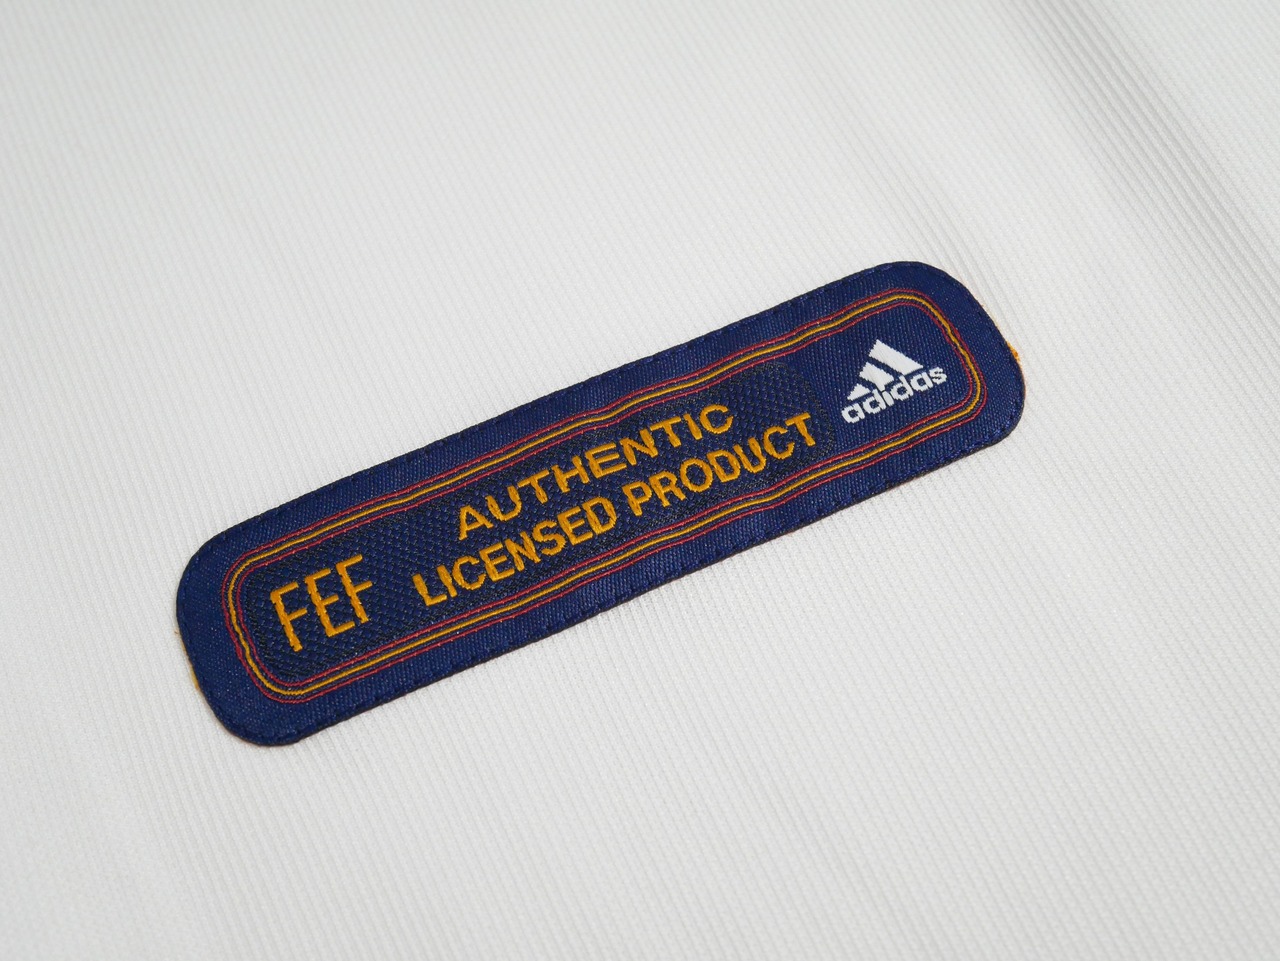 FEF
AUTHENTIC
LICENSED PRODUCT
adidas